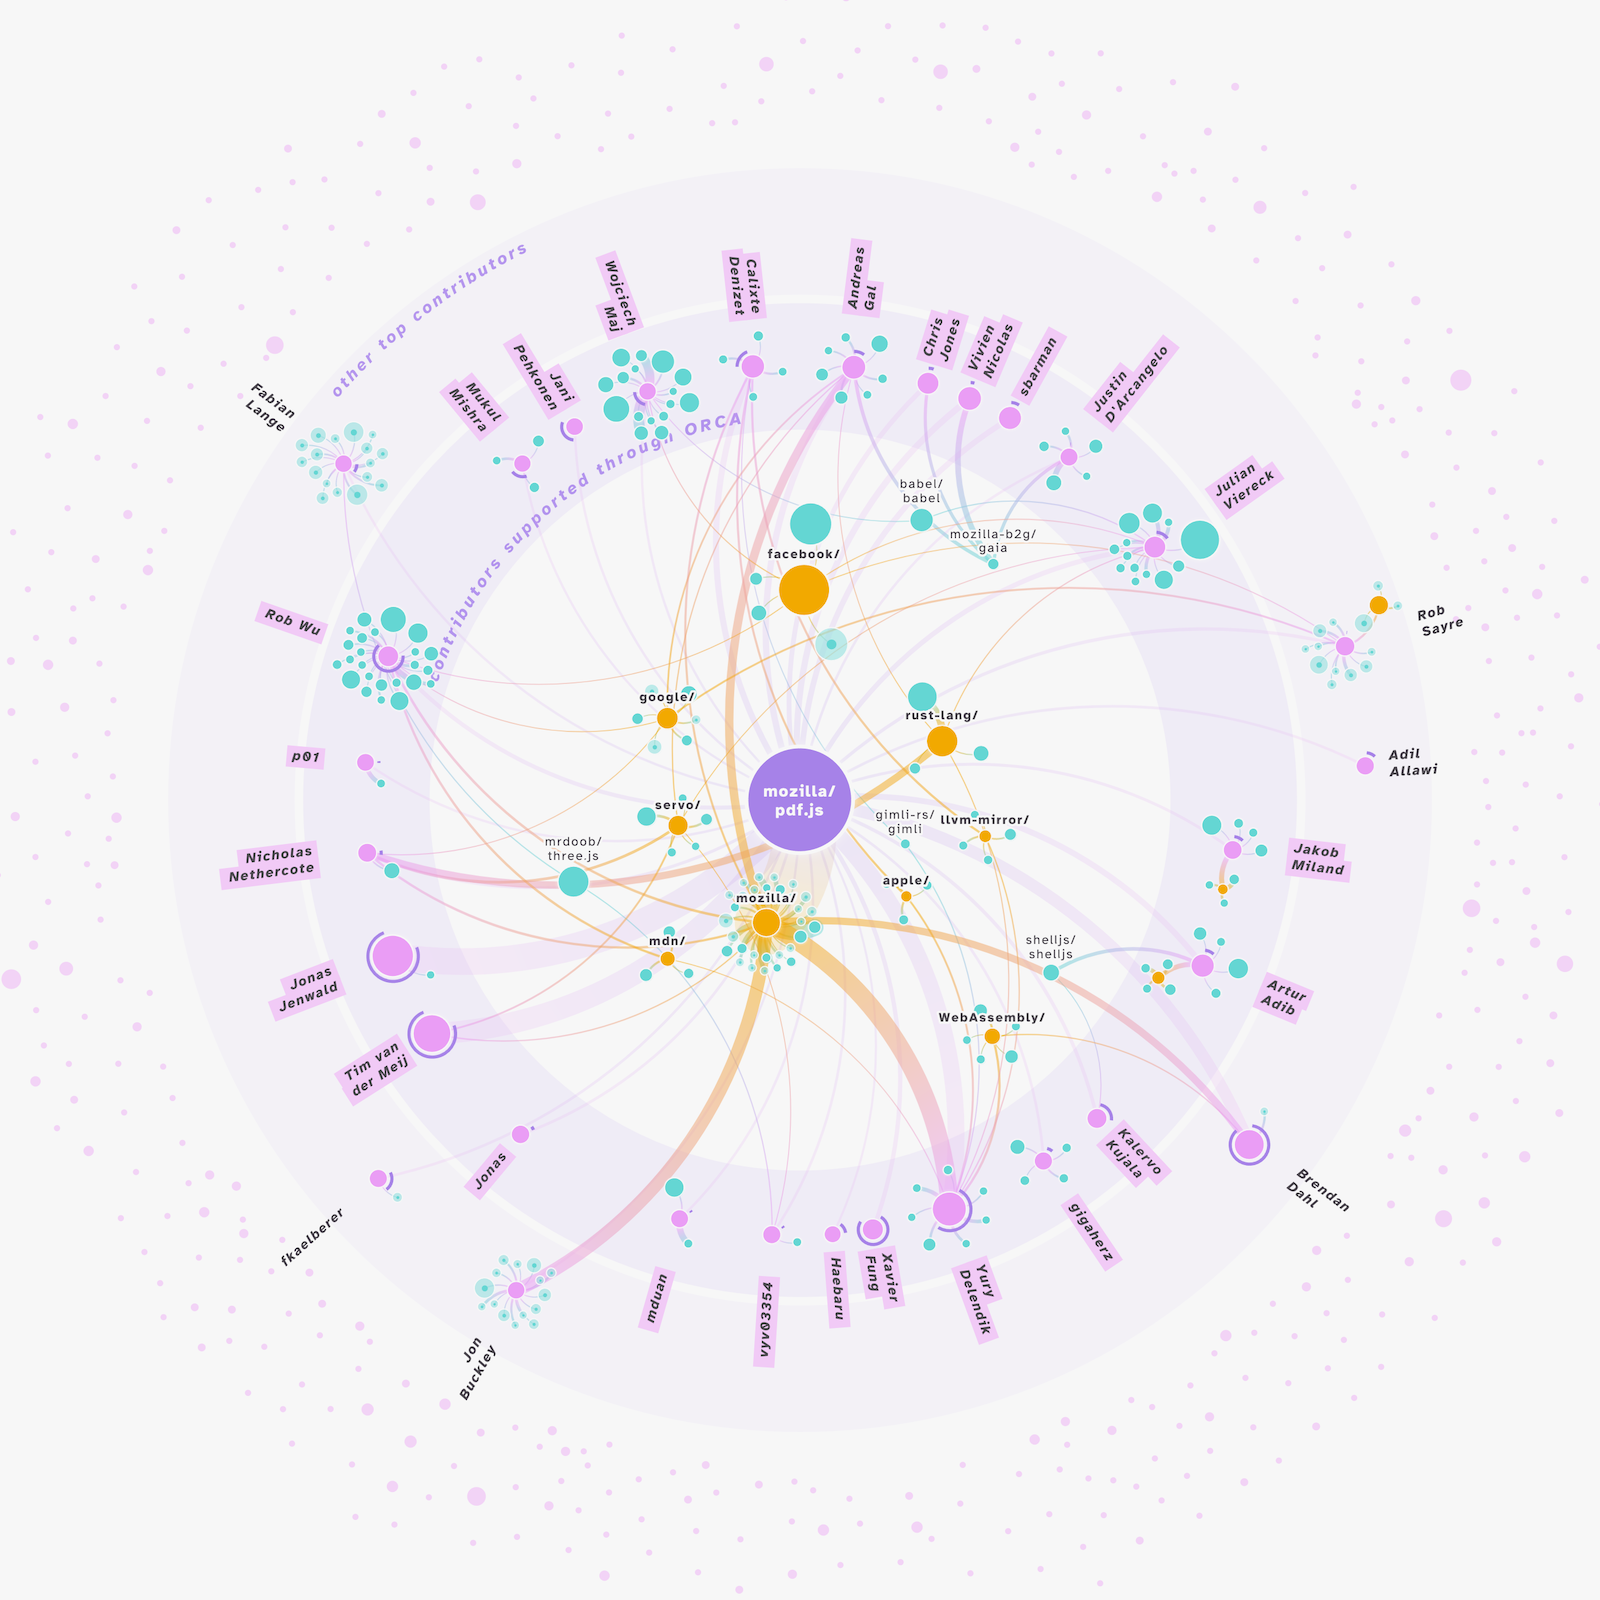 other top contributors
contributors supported through ORCA
Wojciech
Maj
Calixte
Denizet
Andreas
Gal
Chris
Jones
Vivien
Nicolas
sbarman
Justin
D'Arcangelo
Jani
Pehkonen
Mukul
Mishra
Fabian
Lange
Julian
Viereck
babel/
babel
mozilla-b2g/
gaia
facebook/
Rob Wu
Rob
Sayre
google/
rust-lang/
p01
Adil
Allawi
mozilla/
pdf.js
servo/
gimli-rs/
gimli
llvm-mirror/
mrdoob/
three.js
Nicholas
Nethercote
Jakob
Miland
apple/
mozilla/
mdn/
shelljs/
shelljs
Jonas
Jenwald
Artur
Adib
WebAssembly/
Tim van
der Meij
Jonas
Kalervo
Kujala
Brendan
Dahl
gigaherz
fkaelberer
Yury
Delendik
Xavier
Fung
Haebaru
vyv03354
mduan
Jon
Buckley